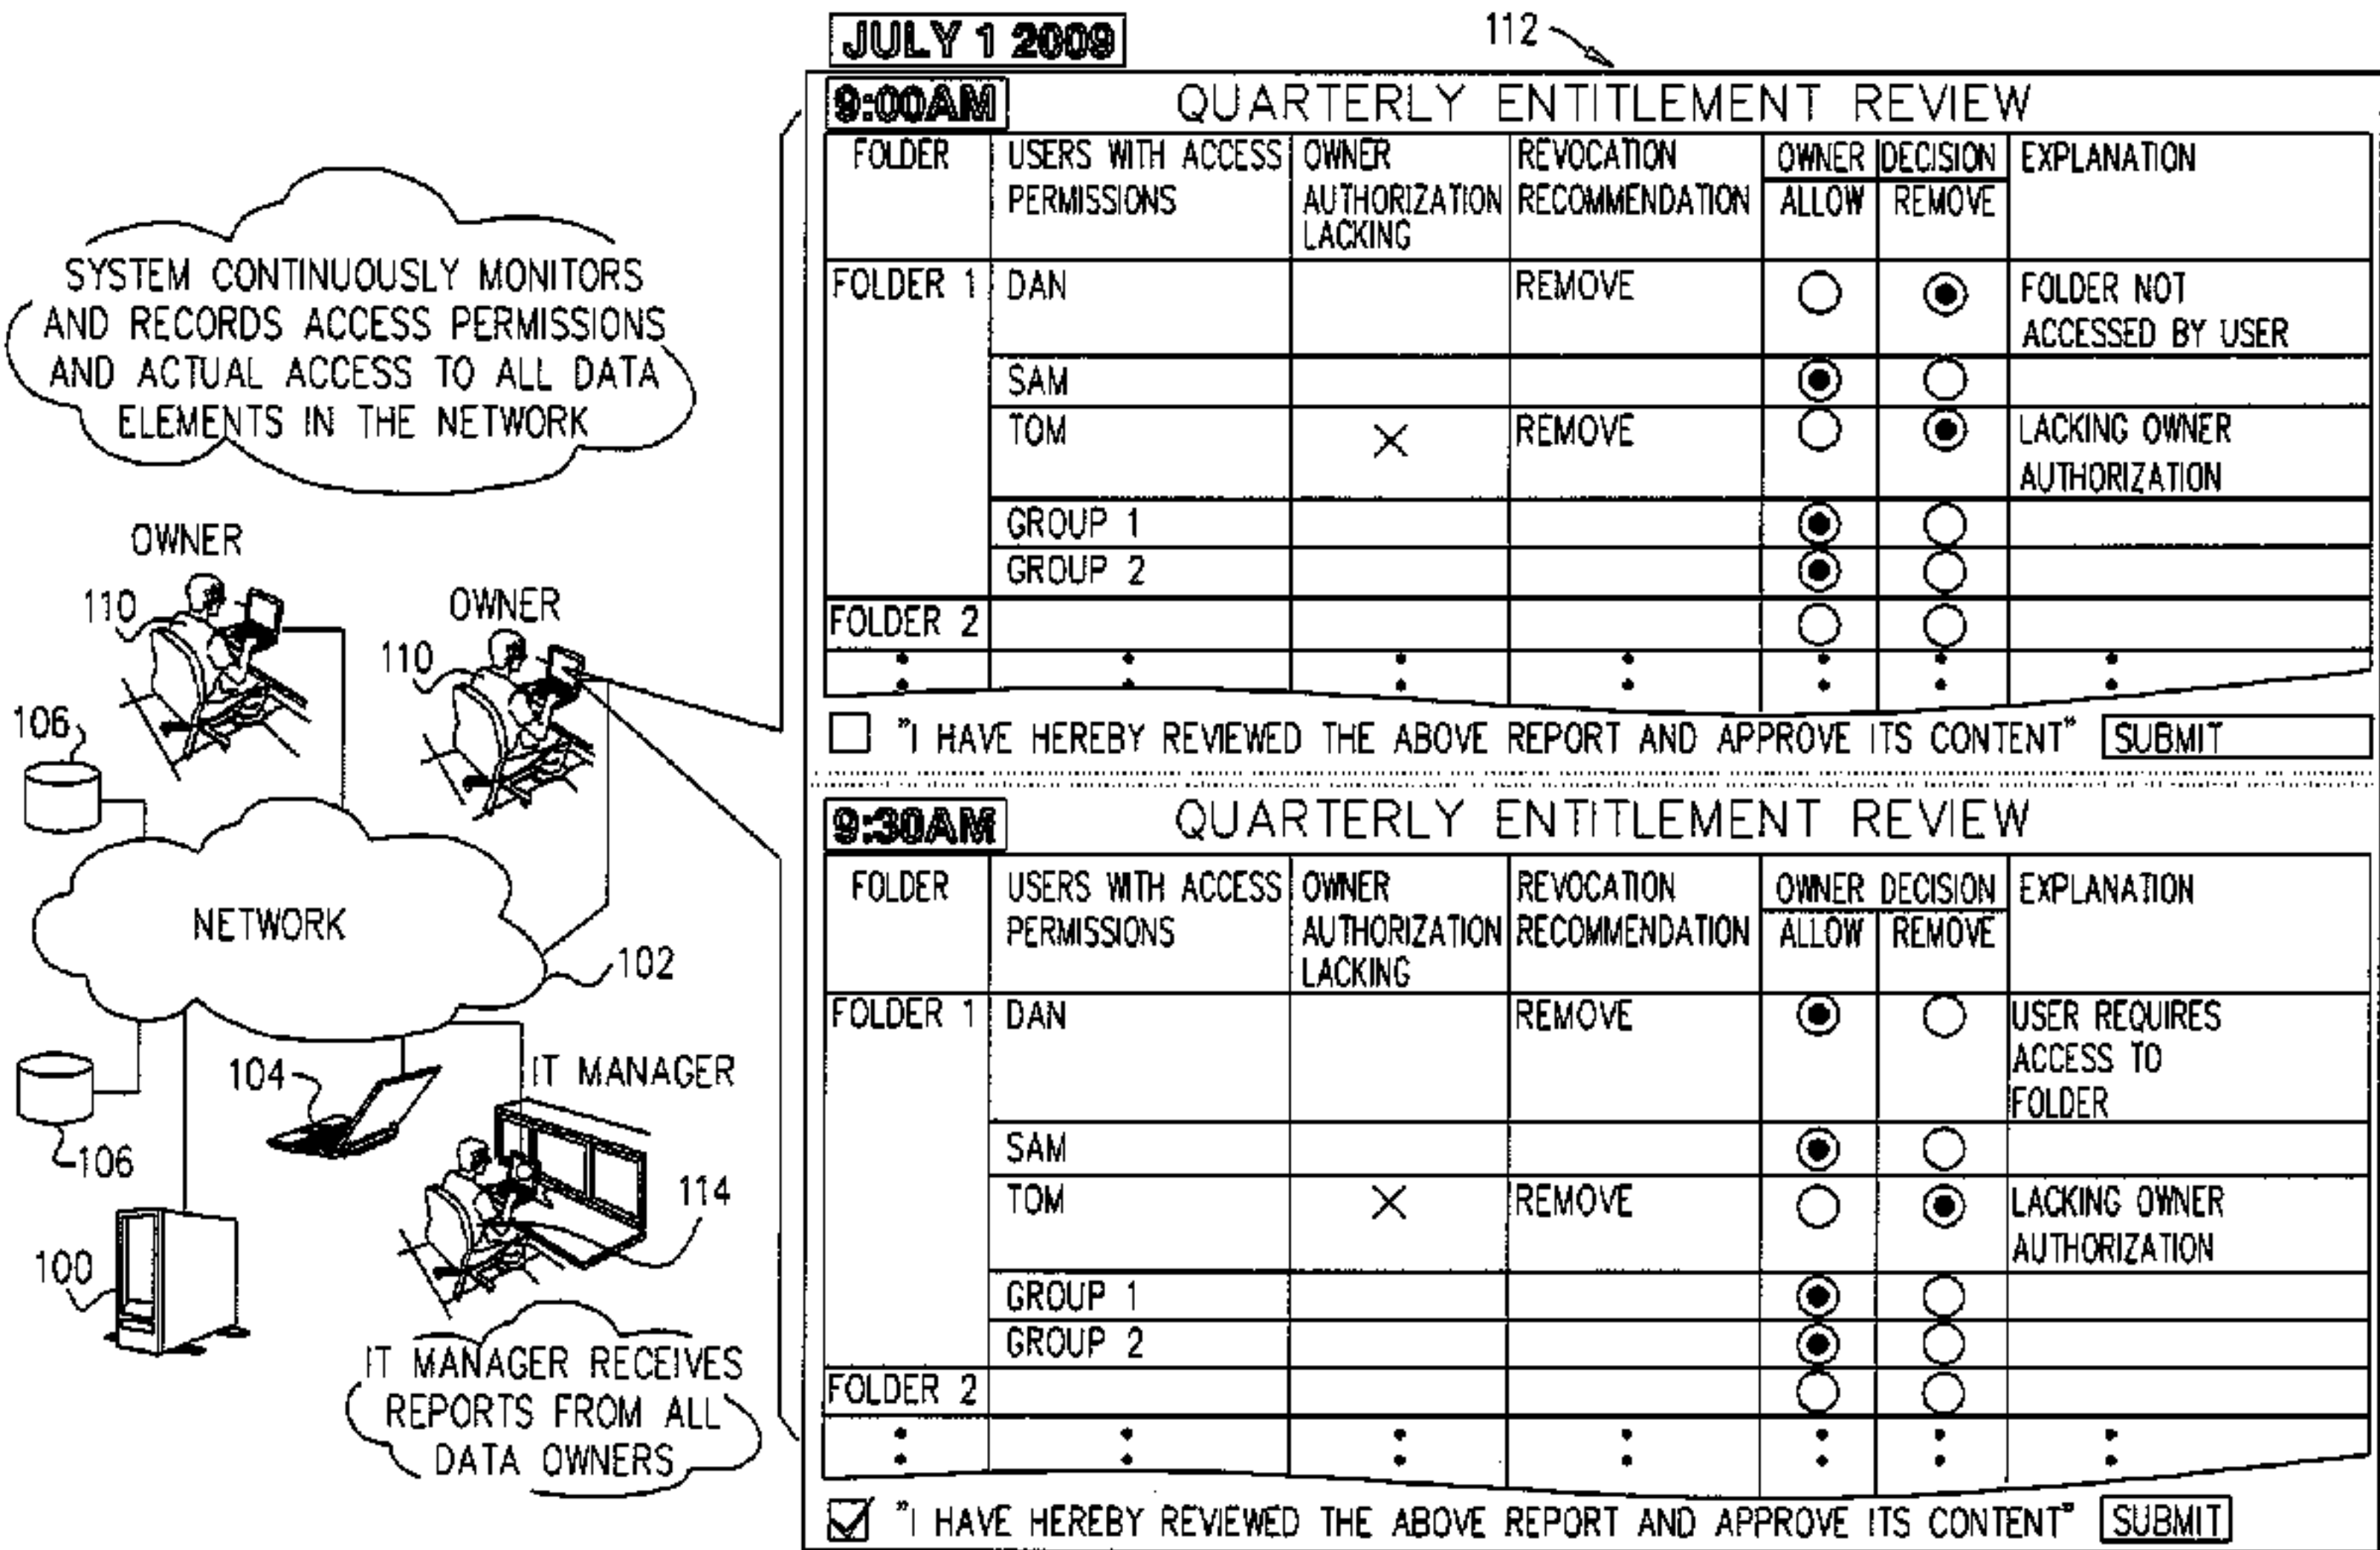 JULY 1 2009
112
SYSTEM CONTINUOUSLY MONITORS
AND RECORDS ACCESS PERMISSIONS
AND ACTUAL ACCESS TO ALL DATA
ELEMENTS IN THE NETWORK
OWNER
110
OWNER
110
106
NETWORK
102
106
104
IT MANAGER
114
100
IT MANAGER RECEIVES
REPORTS FROM ALL
DATA OWNERS
9:00AM QUARTERLY ENTITLEMENT REVIEW
FOLDER USERS WITH ACCESS OWNER REVOCATION OWNER DECISION EXPLANATION
PERMISSIONS AUTHORIZATION RECOMMENDATION ALLOW REMOVE
LACKING
FOLDER 1 DAN REMOVE FOLDER NOT
ACCESSED BY USER
SAM
TOM X REMOVE LACKING OWNER
AUTHORIZATION
GROUP 1
GROUP 2
FOLDER 2
"I HAVE HEREBY REVIEWED THE ABOVE REPORT AND APPROVE ITS CONTENT" SUBMIT
9:30AM QUARTERLY ENTITLEMENT REVIEW
FOLDER USERS WITH ACCESS OWNER REVOCATION OWNER DECISION EXPLANATION
PERMISSIONS AUTHORIZATION RECOMMENDATION ALLOW REMOVE
LACKING
FOLDER 1 DAN REMOVE USER REQUIRES
ACCESS TO
FOLDER
SAM
TOM X REMOVE LACKING OWNER
AUTHORIZATION
GROUP 1
GROUP 2
FOLDER 2
"I HAVE HEREBY REVIEWED THE ABOVE REPORT AND APPROVE ITS CONTENT" SUBMIT